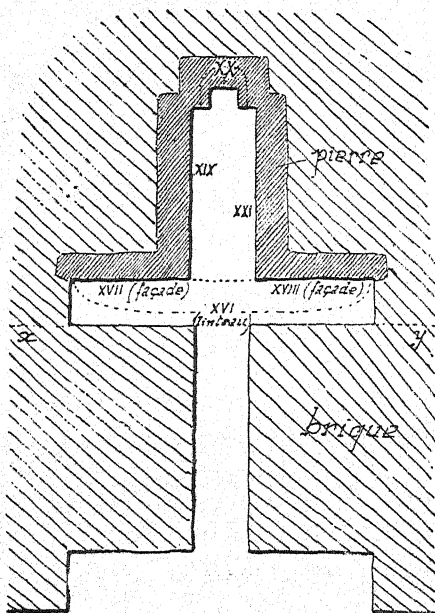 XX
XIX
pierre
XXI
XVII (façade)
XVIII (façade)
XVI
(linteau)
x
y
brique